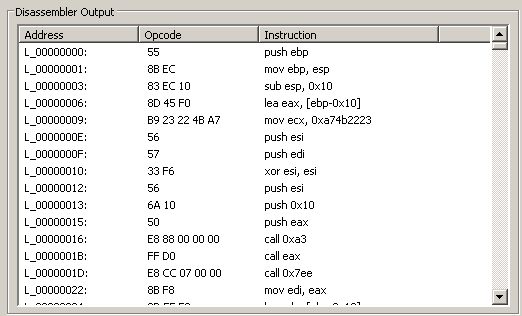 Disassembler Output
Address Opcode Instruction
L_00000000: 55 push ebp
L_00000001: 8B EC mov ebp, esp
L_00000003: 83 EC 10 sub esp, 0x10
L_00000006: 8D 45 F0 lea eax, [ebp-0x10]
L_00000009: B9 23 22 4B A7 mov ecx, 0xa74b2223
L_0000000E: 56 push esi
L_0000000F: 57 push edi
L_00000010: 33 F6 xor esi, esi
L_00000012: 56 push esi
L_00000013: 6A 10 push 0x10
L_00000015: 50 push eax
L_00000016: E8 88 00 00 00 call 0xa3
L_0000001B: FF D0 call eax
L_0000001D: E8 CC 07 00 00 call 0x7ee
L_00000022: 8B F8 mov edi, eax